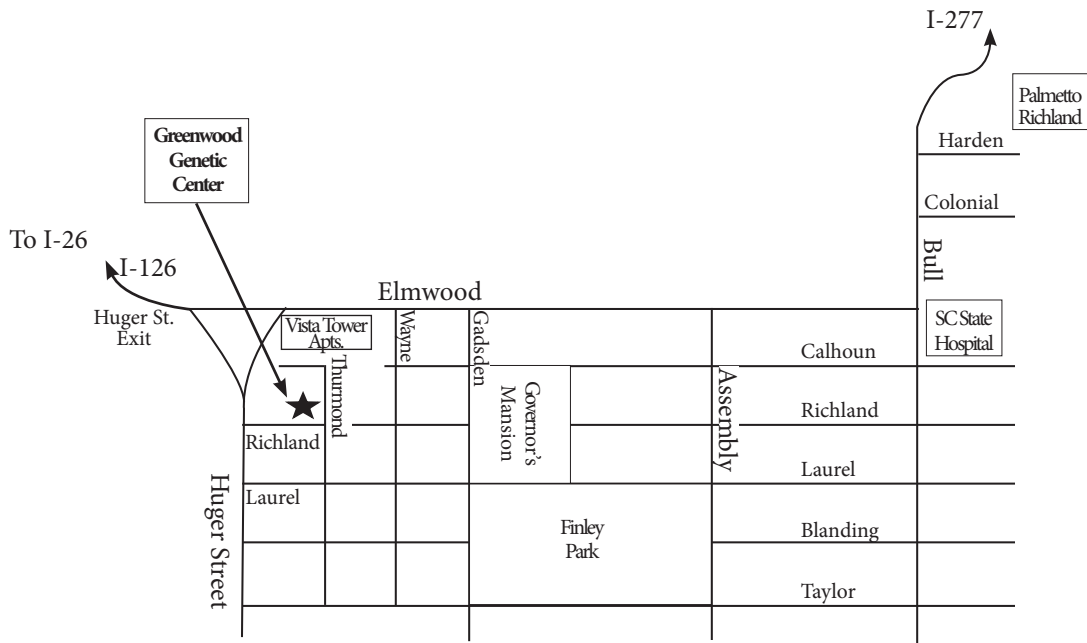 I-277
Palmetto
Richland
Greenwood
Genetic
Center
Harden
Colonial
To I-26
I-126
Bull
Elmwood
Huger St.
Exit
Vista Tower
Apts.
Wayne
Gadsden
SC State
Hospital
Calhoun
Thurmond
Governor's
Mansion
Assembly
Richland
Richland
Laurel
Laurel
Huger Street
Finley
Park
Blanding
Taylor